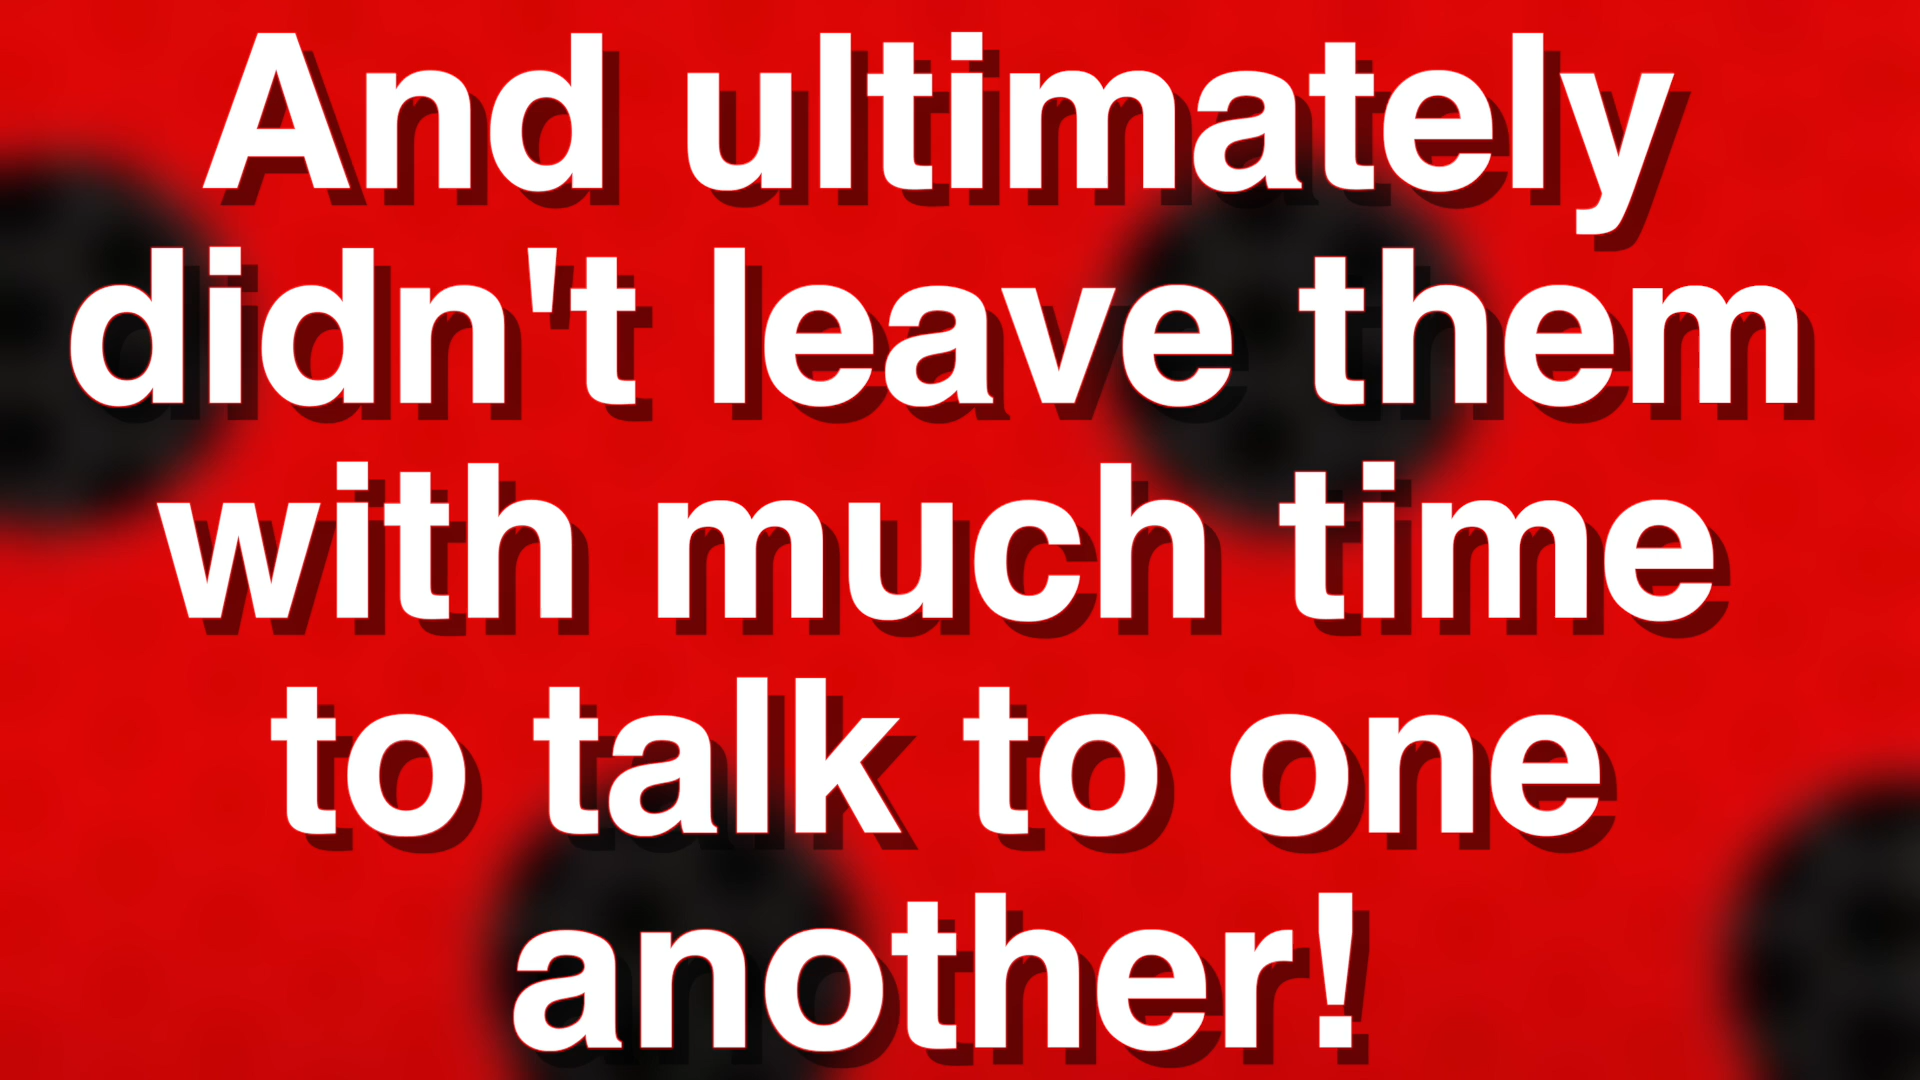 And ultimately
didn't leave them
with much time
to talk to one
another!